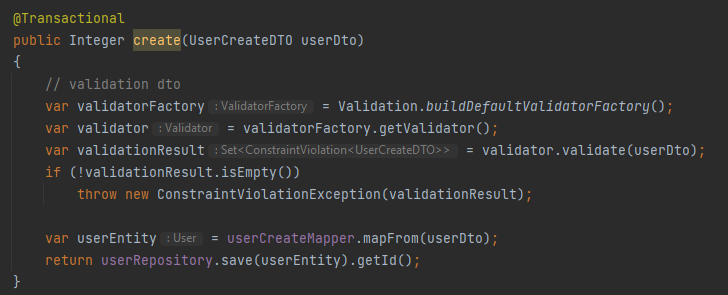 @Transactional
public Integer create(UserCreateDTO userDto)
{
// validation dto
var validatorFactory : ValidatorFactory = Validation.buildDefaultValidatorFactory();
var validator : Validator = validatorFactory.getValidator();
var validationResult : Set<ConstraintViolation<UserCreateDTO>> = validator.validate(userDto);
if (!validationResult.isEmpty())
throw new ConstraintViolationException(validationResult);
var userEntity : User = userCreateMapper.mapFrom(userDto);
return userRepository.save(userEntity).getId();
}